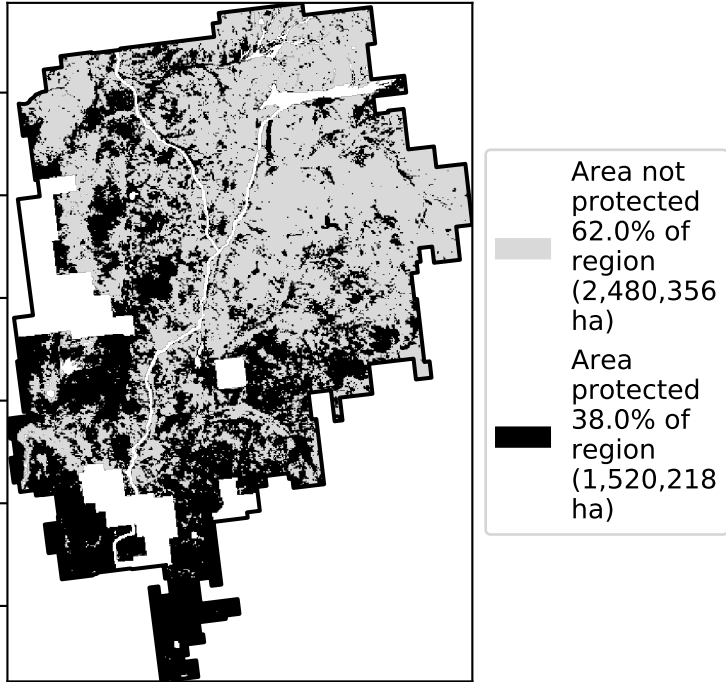 Area not
protected
62.0% of
region
(2,480,356
ha)
Area
protected
38.0% of
region
(1,520,218
ha)